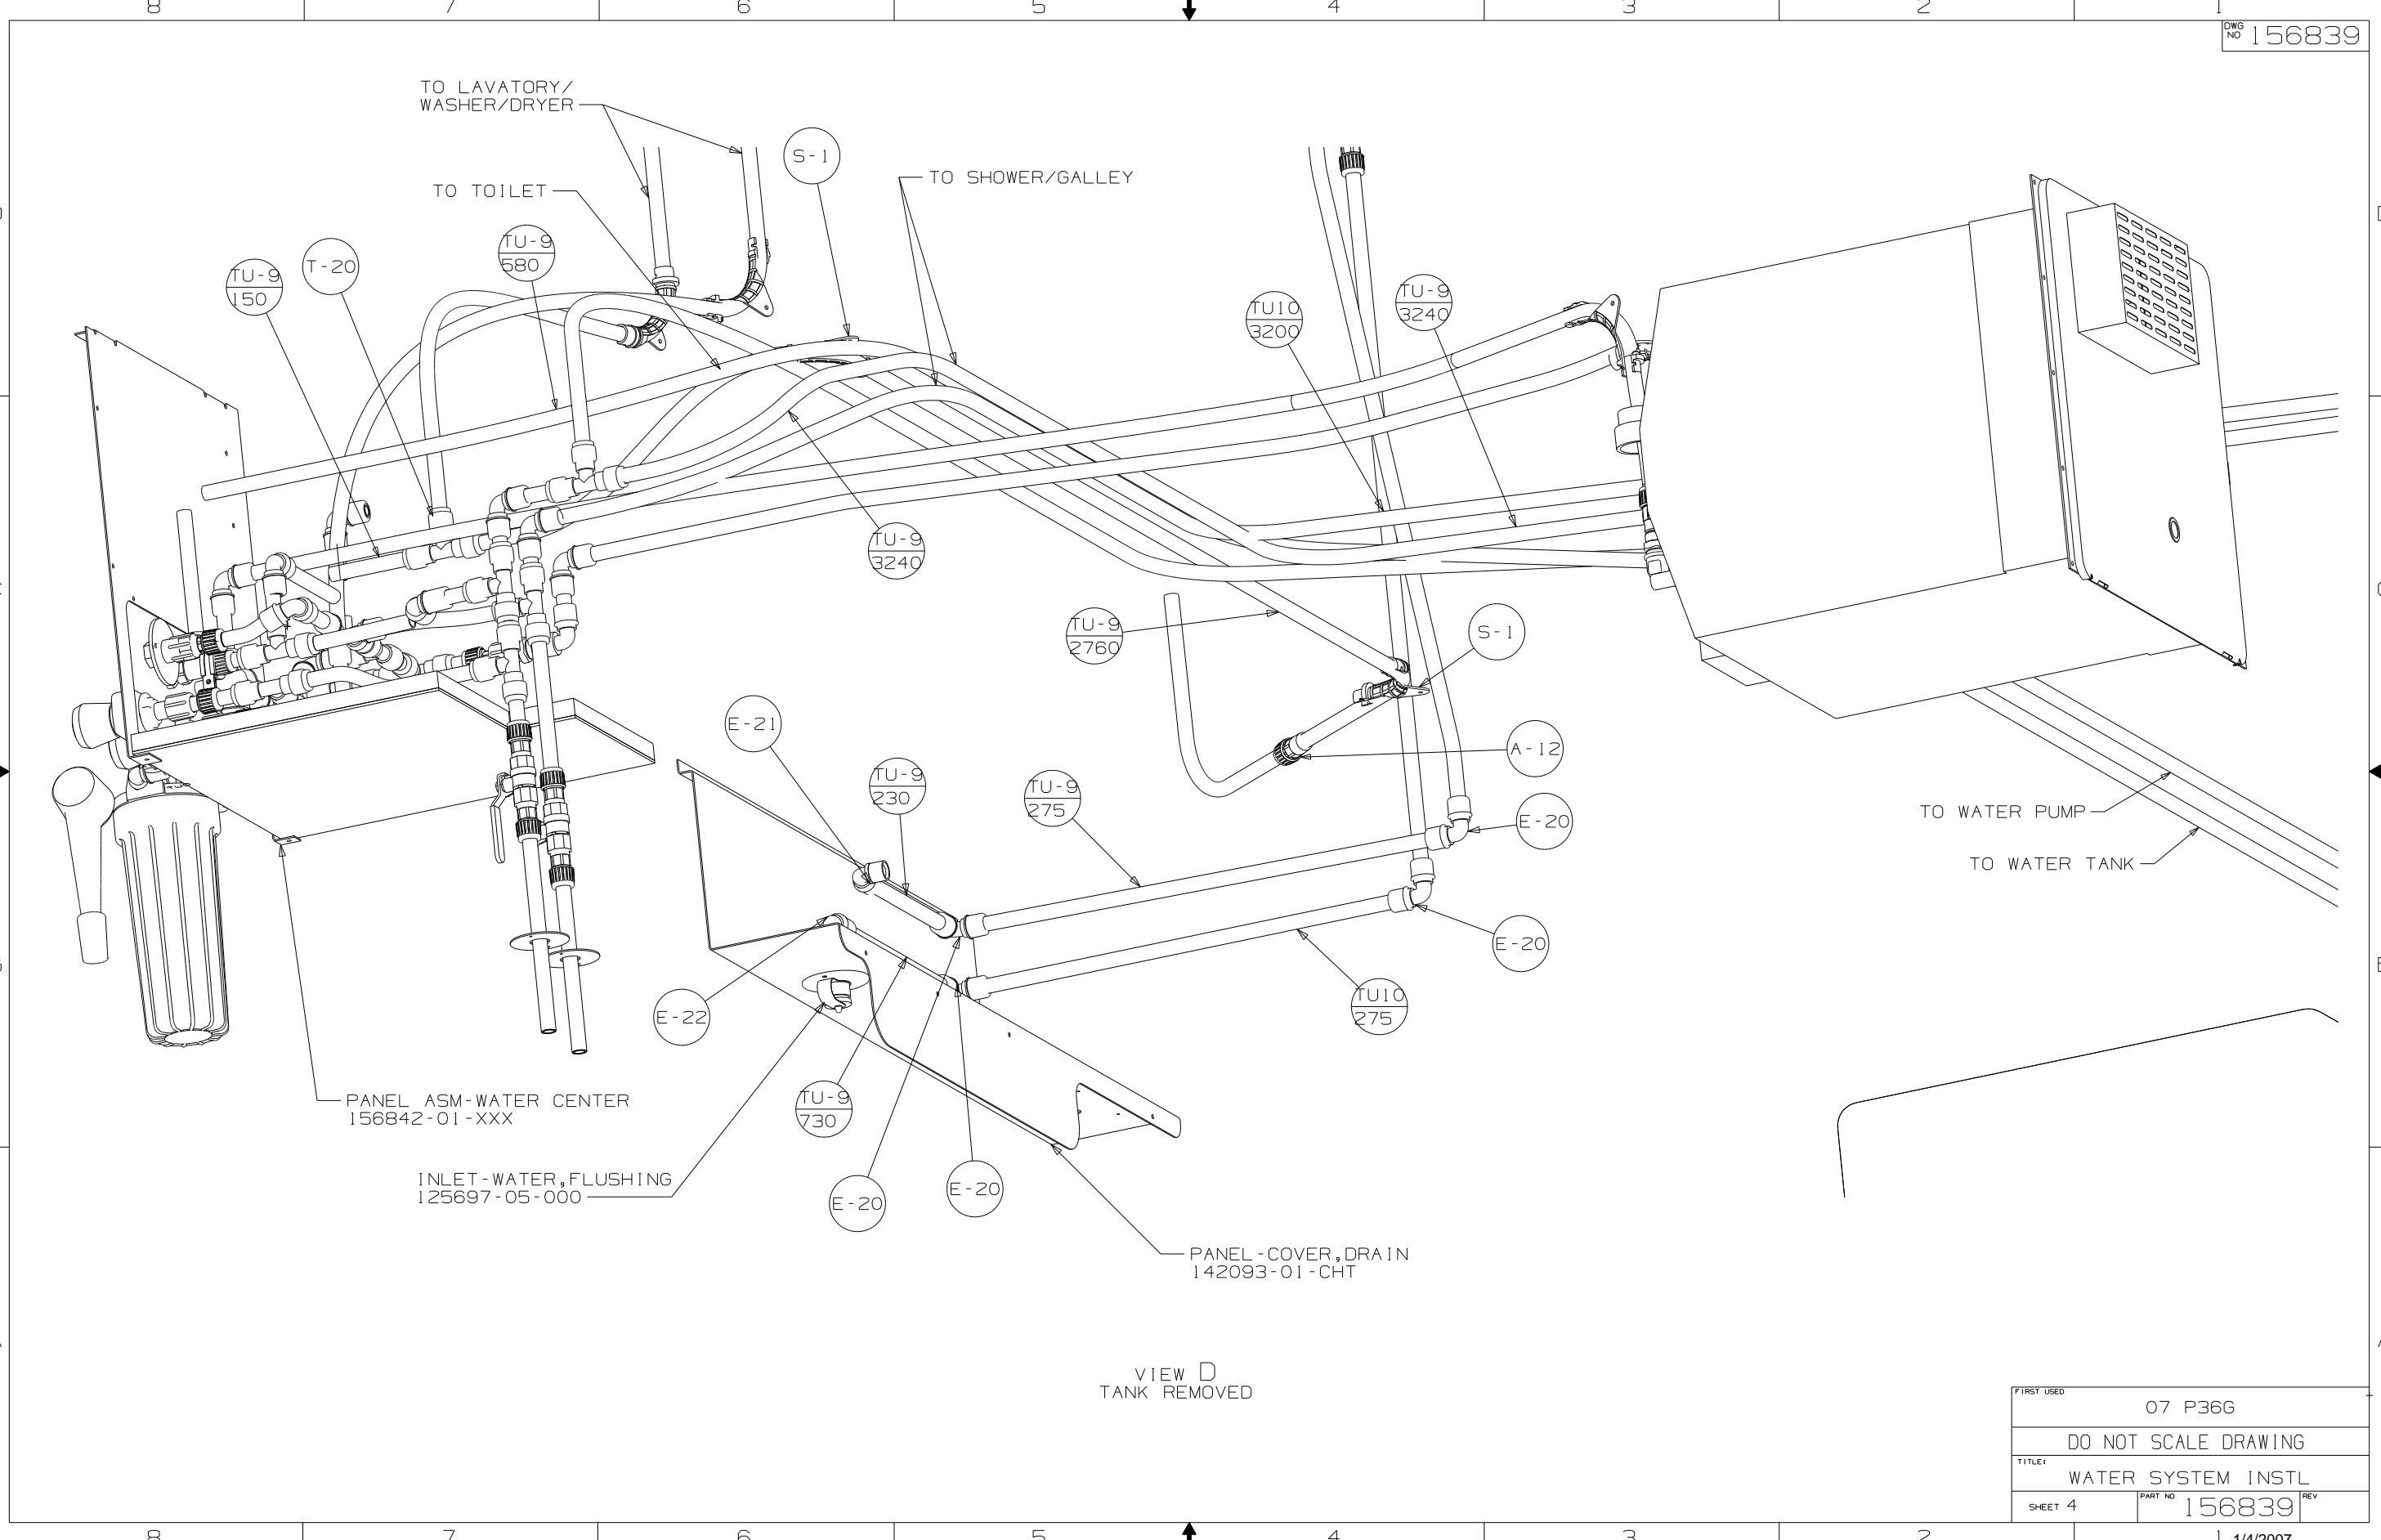 8 7 6 5 4 3 2 1
DWG NO 156839
TO LAVATORY/
WASHER/DRYER
S-1
TO TOILET
TO SHOWER/GALLEY
TU-9
580
T-20
TU-9
150
TU10
3200
TU-9
3240
TU-9
3240
TU-9
2760
S-1
E-21
A-12
TU-9
230
TU-9
275
E-20
TO WATER PUMP
TO WATER TANK
E-20
E-22
TU10
275
TU-9
730
PANEL ASM-WATER CENTER
156842-01-XXX
INLET-WATER,FLUSHING
125697-05-000
E-20
E-20
PANEL-COVER,DRAIN
142093-01-CHT
VIEW D
TANK REMOVED
FIRST USED
07 P36G
DO NOT SCALE DRAWING
TITLE:
WATER SYSTEM INSTL
SHEET 4
PART NO 156839
REV
8 7 6 5 4 3 2 1
1/4/2007